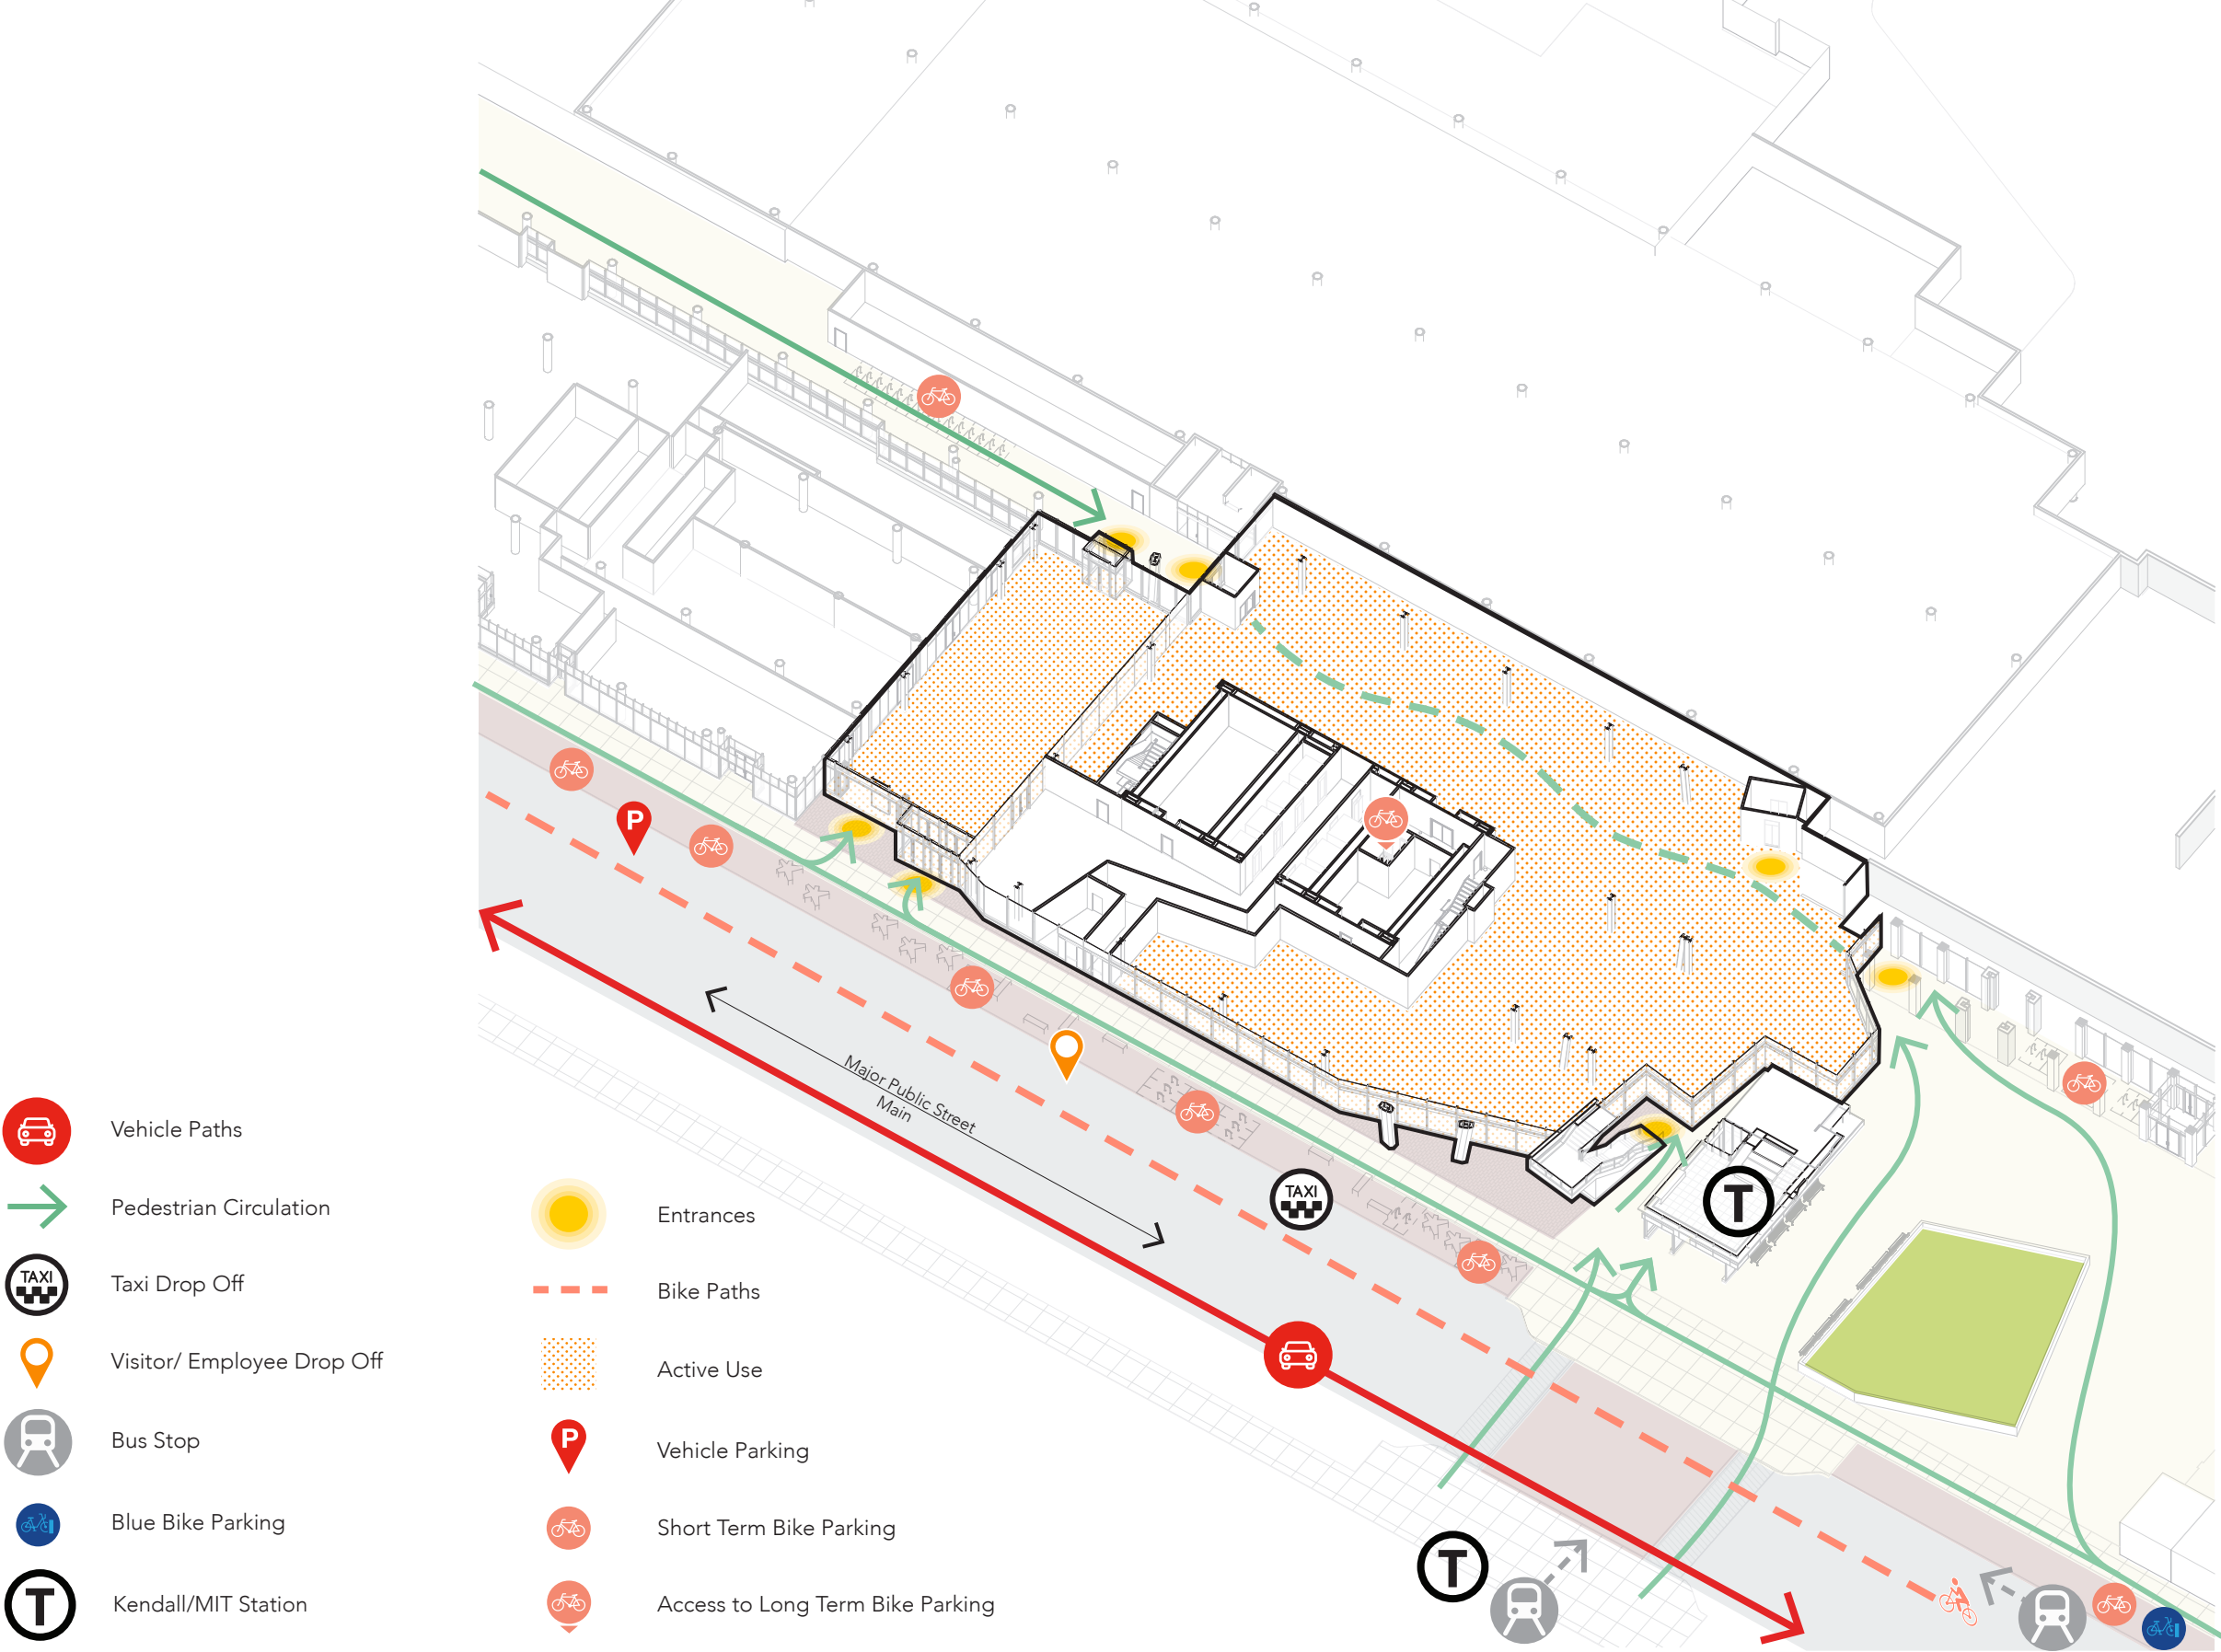 P
Major Public Street
Main
TAXI
T
T
Vehicle Paths
Pedestrian Circulation
TAXI
Taxi Drop Off
Visitor/ Employee Drop Off
Bus Stop
Blue Bike Parking
T
Kendall/MIT Station
Entrances
Bike Paths
Active Use
P
Vehicle Parking
Short Term Bike Parking
Access to Long Term Bike Parking